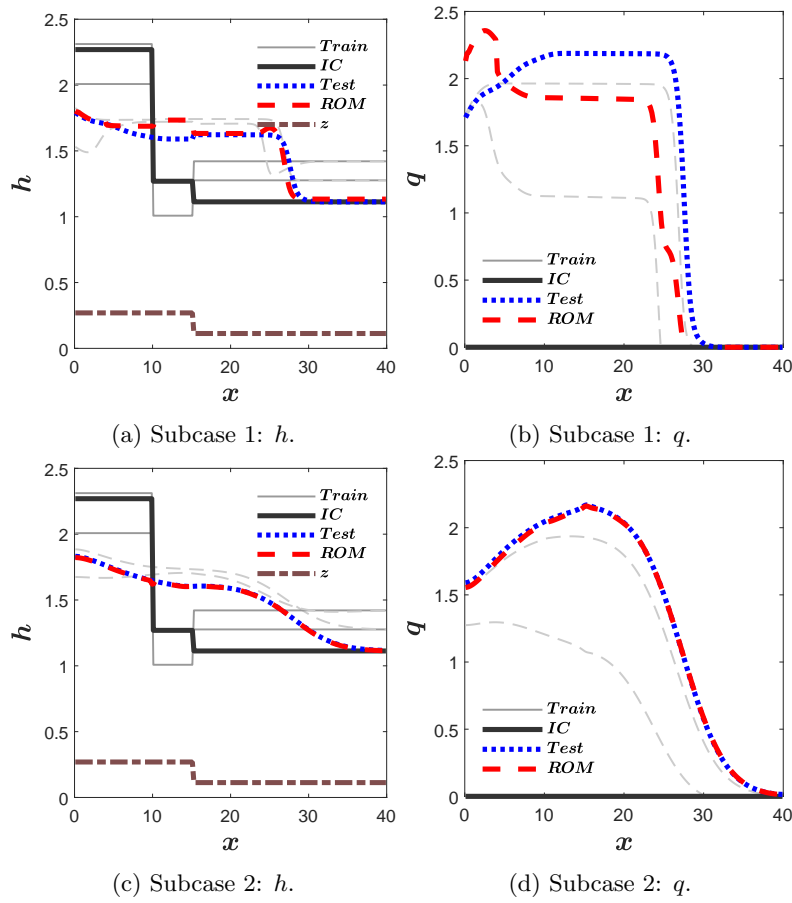 2.5
2
1.5
1
0.5
0
h
Train
IC
Test
ROM
z
0 10 20 30 40
x
(a) Subcase 1: h.
2.5
2
1.5
1
0.5
0
q
Train
IC
Test
ROM
0 10 20 30 40
x
(b) Subcase 1: q.
2.5
2
1.5
1
0.5
0
h
Train
IC
Test
ROM
z
0 10 20 30 40
x
(c) Subcase 2: h.
2.5
2
1.5
1
0.5
0
q
Train
IC
Test
ROM
0 10 20 30 40
x
(d) Subcase 2: q.